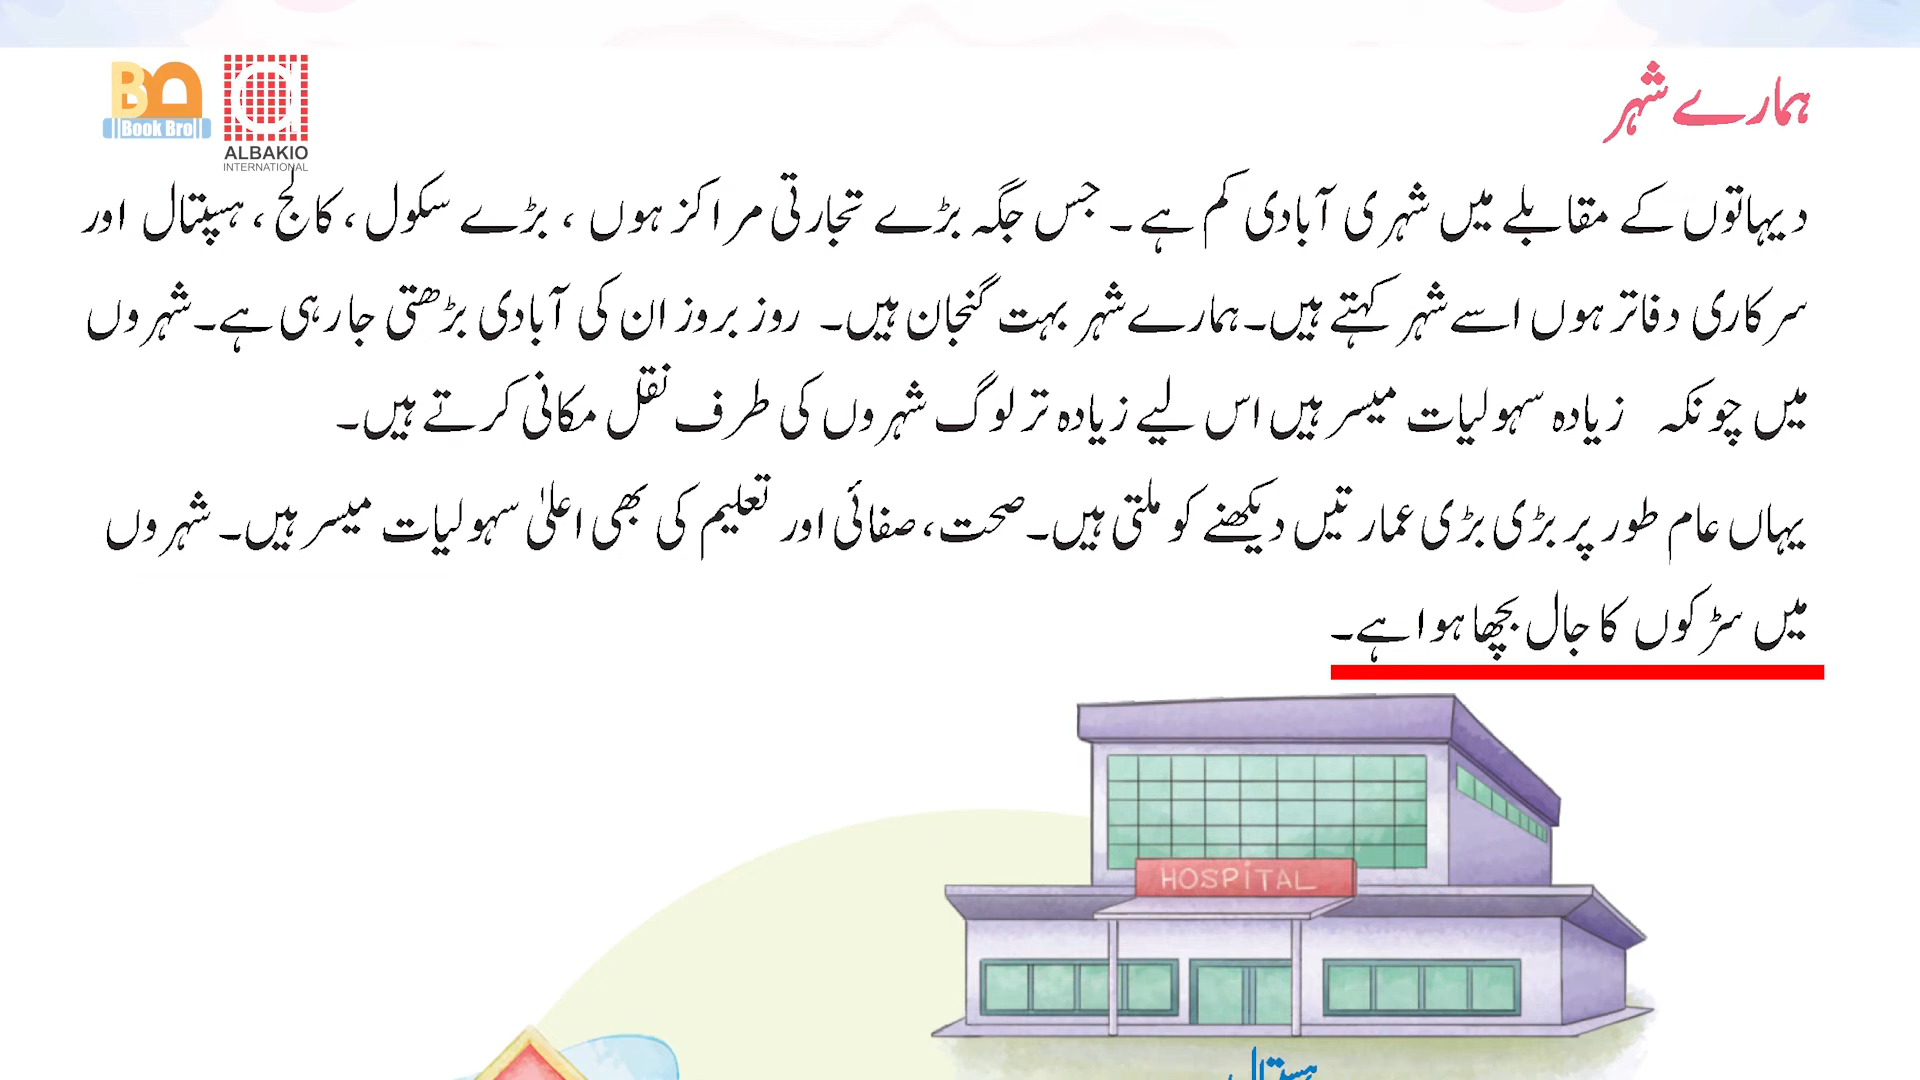 Book Bro
ALBAKIO
INTERNATIONAL
ہمارے شہر
دیہاتوں کے مقابلے میں شہری آبادی کم ہے۔ جس جگہ بڑے تجارتی مراکز ہوں، بڑے سکول، کالج، ہسپتال اور
سرکاری دفاتر ہوں اسے شہر کہتے ہیں۔ ہمارے شہر بہت گنجان ہیں۔ روز بروز ان کی آبادی بڑھتی جا رہی ہے۔ شہروں
میں چونکہ زیادہ سہولیات میسر ہیں اس لیے زیادہ تر لوگ شہروں کی طرف نقل مکانی کرتے ہیں۔
یہاں عام طور پر بڑی بڑی عمارتیں دیکھنے کو ملتی ہیں۔ صحت، صفائی اور تعلیم کی بھی اعلیٰ سہولیات میسر ہیں۔ شہروں
میں سڑکوں کا جال بچھا ہوا ہے۔
HOSPITAL
ہسپتال